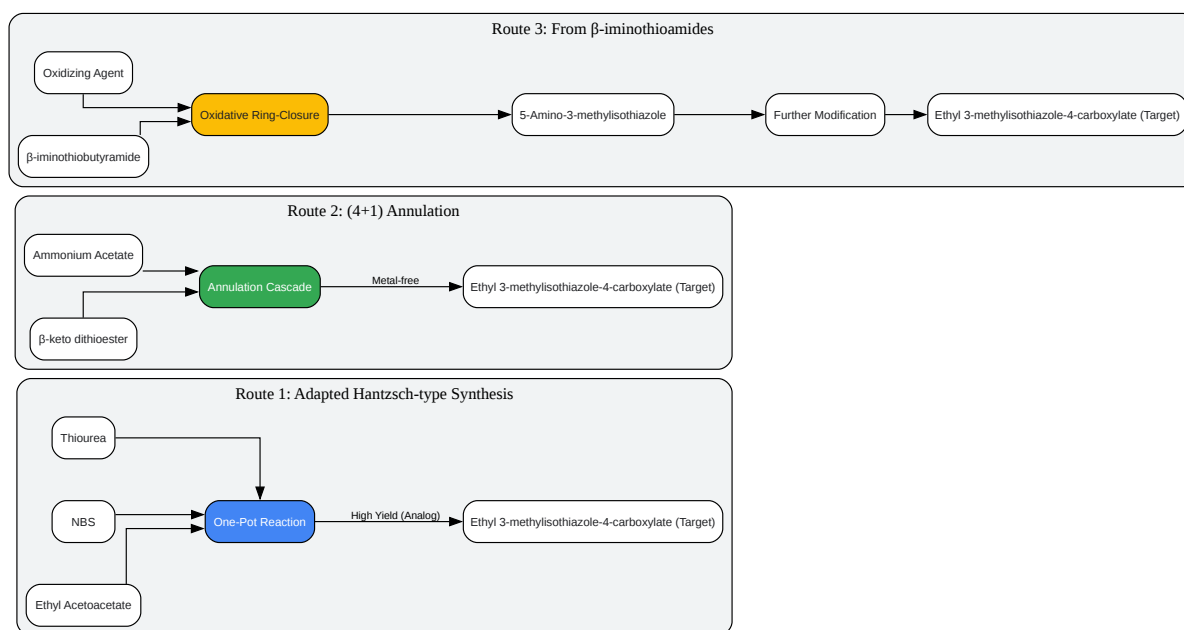 Route 3: From β-iminothioamides
Oxidizing Agent
β-iminothiobutyramide
Oxidative Ring-Closure
5-Amino-3-methylisothiazole
Further Modification
Ethyl 3-methylisothiazole-4-carboxylate (Target)
Route 2: (4+1) Annulation
Ammonium Acetate
β-keto dithioester
Annulation Cascade
Metal-free
Ethyl 3-methylisothiazole-4-carboxylate (Target)
Route 1: Adapted Hantzsch-type Synthesis
Thiourea
NBS
Ethyl Acetoacetate
One-Pot Reaction
High Yield (Analog)
Ethyl 3-methylisothiazole-4-carboxylate (Target)